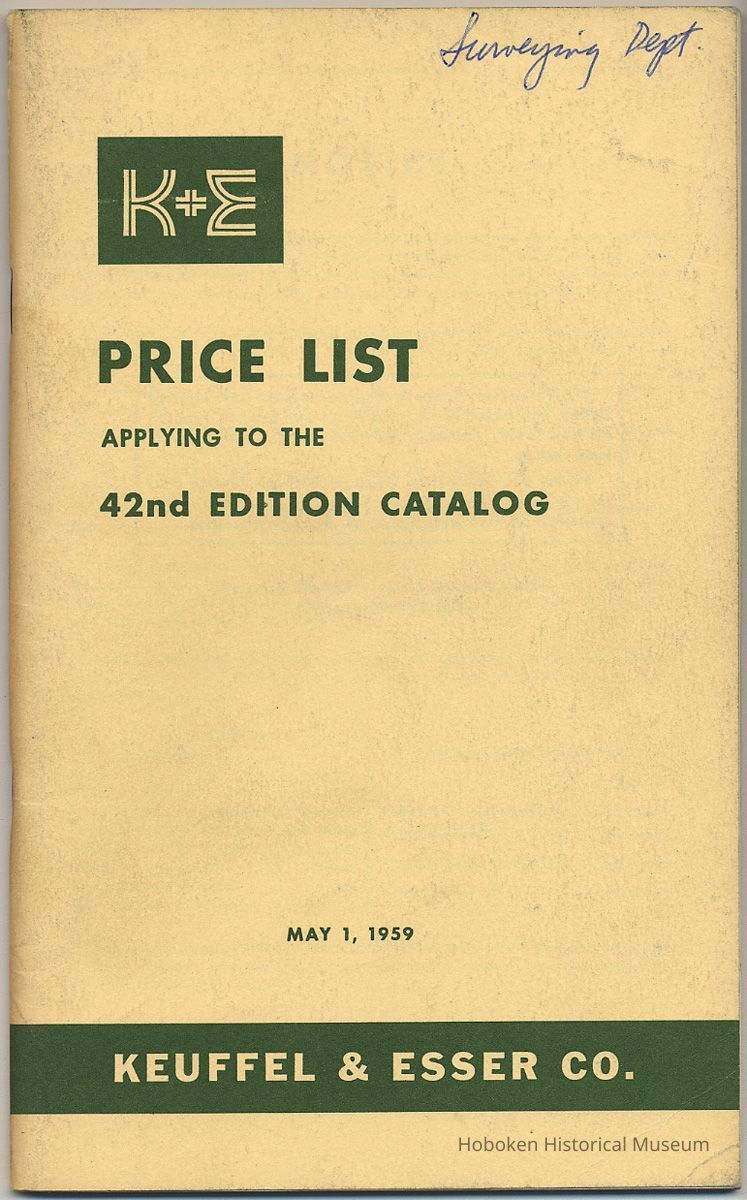 Surveying Dept.
K+E
PRICE LIST
APPLYING TO THE
42nd EDITION CATALOG
MAY 1, 1959
KEUFFEL & ESSER CO.
Hoboken Historical Museum